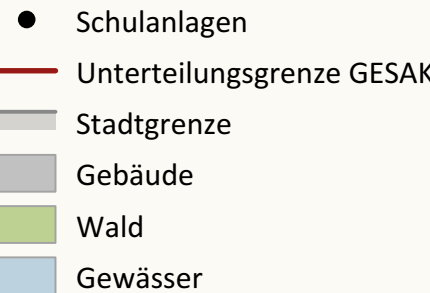 Schulanlagen
Unterteilungsgrenze GESAK
Stadtgrenze
Gebäude
Wald
Gewässer